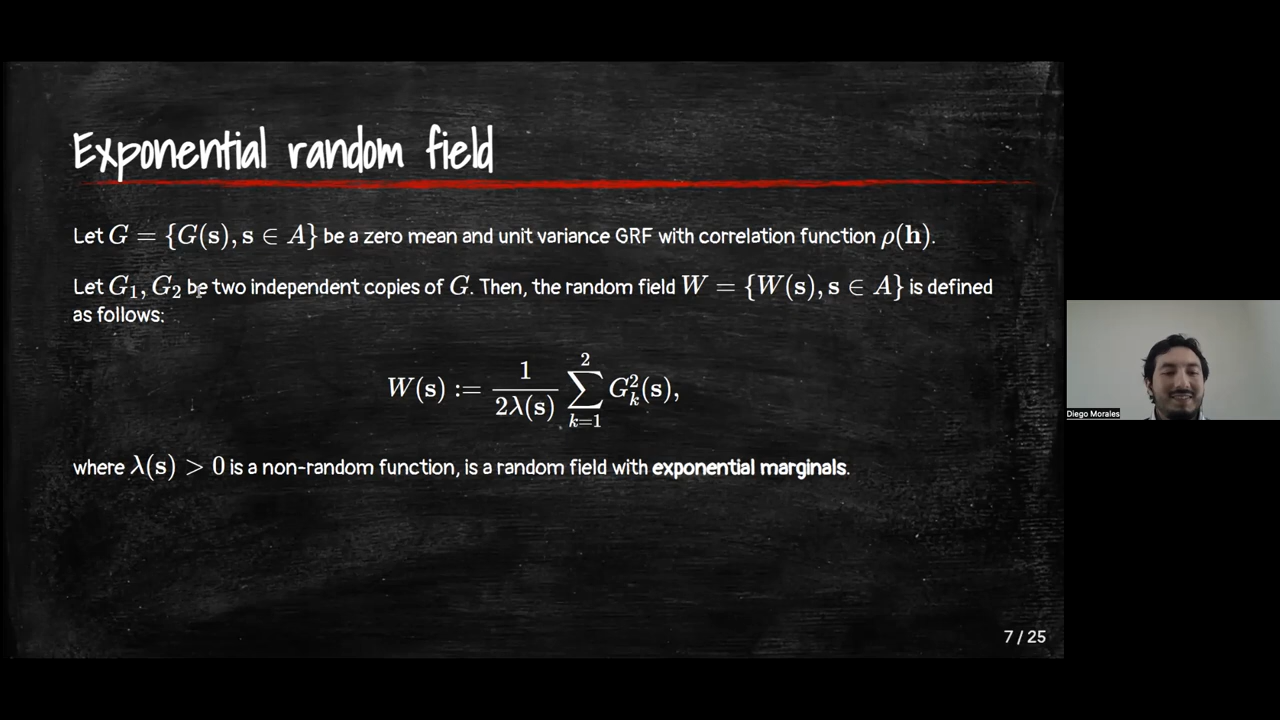 Exponential random field
Let G = {G(s), s ∈ A} be a zero mean and unit variance GRF with correlation function ρ(h).
Let G₁, G₂ be two independent copies of G. Then, the random field W = {W(s), s ∈ A} is defined
as follows:
W(s) := \frac{1}{2λ(s)} \sum_{k=1}^{2} G_k^2(s),
where λ(s) > 0 is a non-random function, is a random field with exponential marginals.
Diego Morales
7 / 25